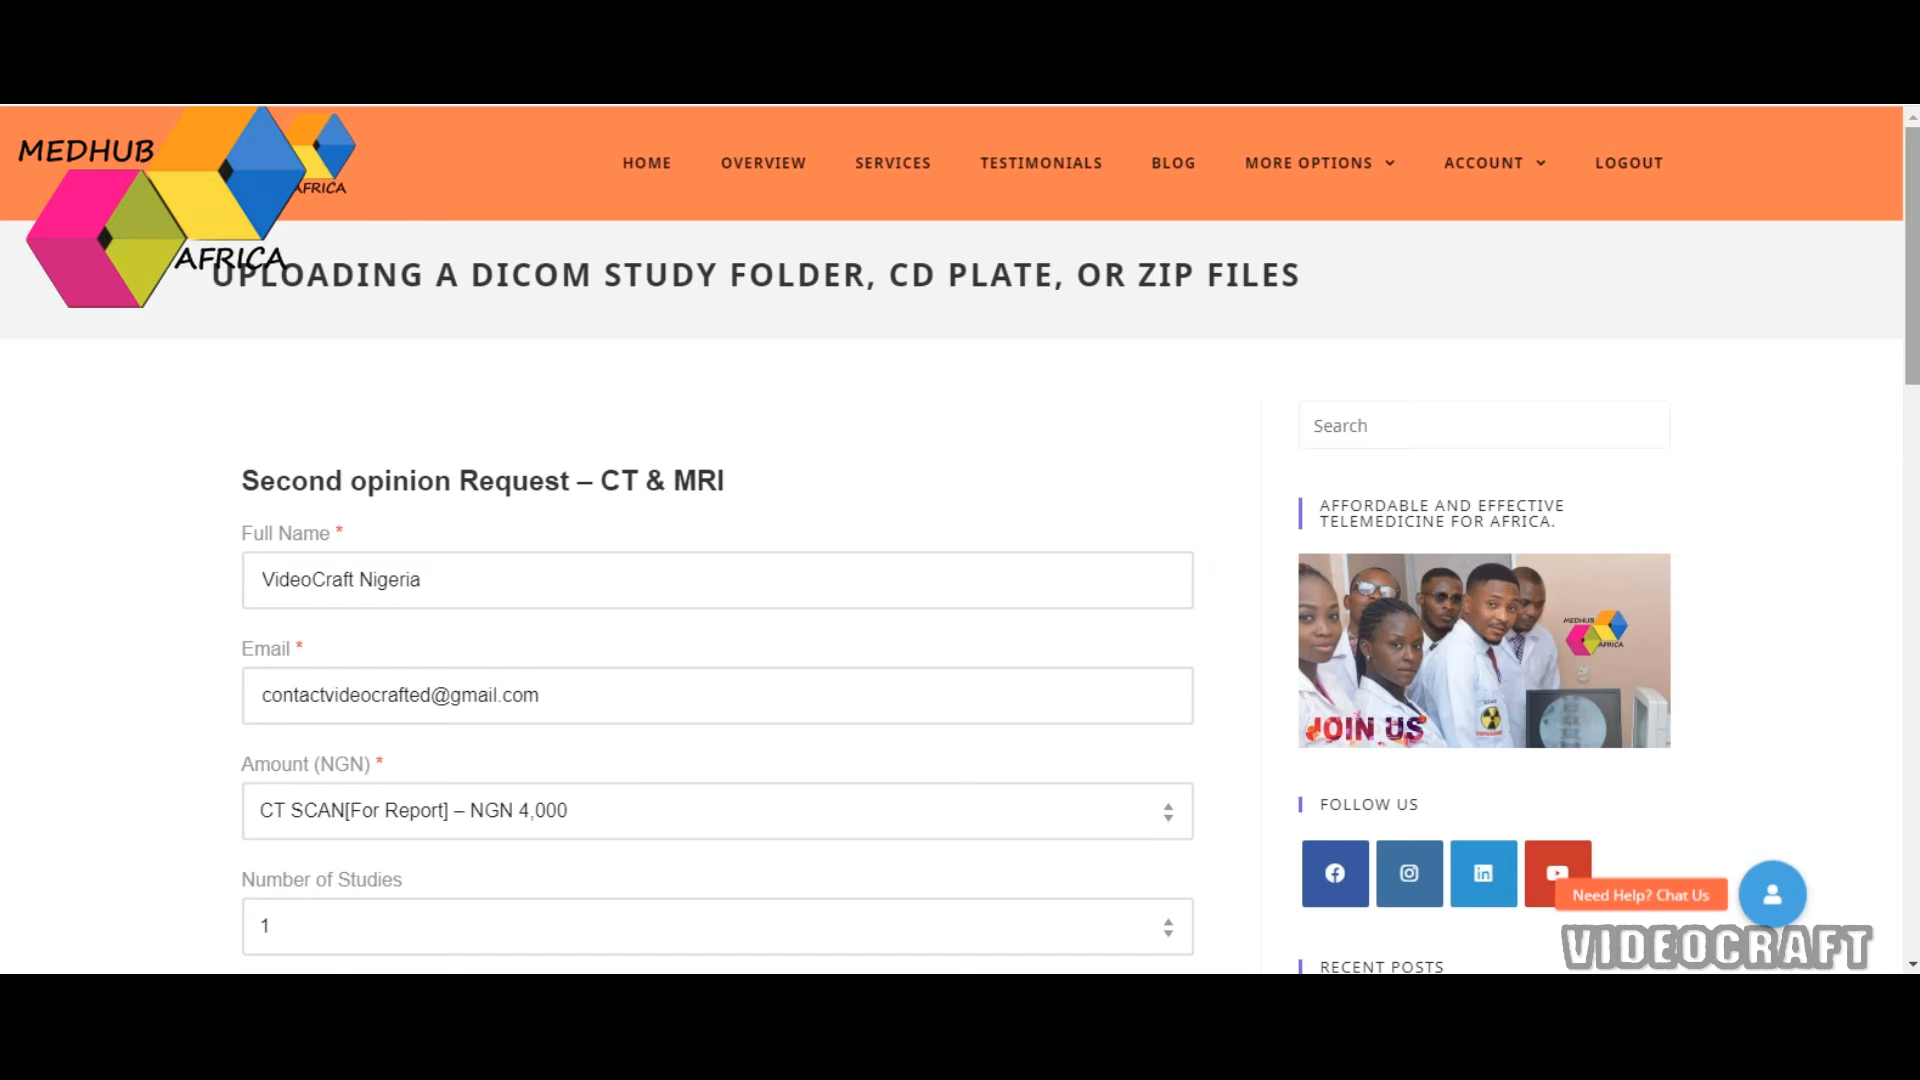 MEDHUB
AFRICA
AFRICA
HOME
OVERVIEW
SERVICES
TESTIMONIALS
BLOG
MORE OPTIONS
ACCOUNT
LOGOUT
UPLOADING A DICOM STUDY FOLDER, CD PLATE, OR ZIP FILES
Second opinion Request – CT & MRI
Full Name *
VideoCraft Nigeria
Email *
contactvideocrafted@gmail.com
Amount (NGN) *
CT SCAN[For Report] – NGN 4,000
Number of Studies
1
Search
AFFORDABLE AND EFFECTIVE
TELEMEDICINE FOR AFRICA.
MEDHUB
AFRICA
JOIN US
FOLLOW US
in
Need Help? Chat Us
VIDEOCRAFT
RECENT POSTS